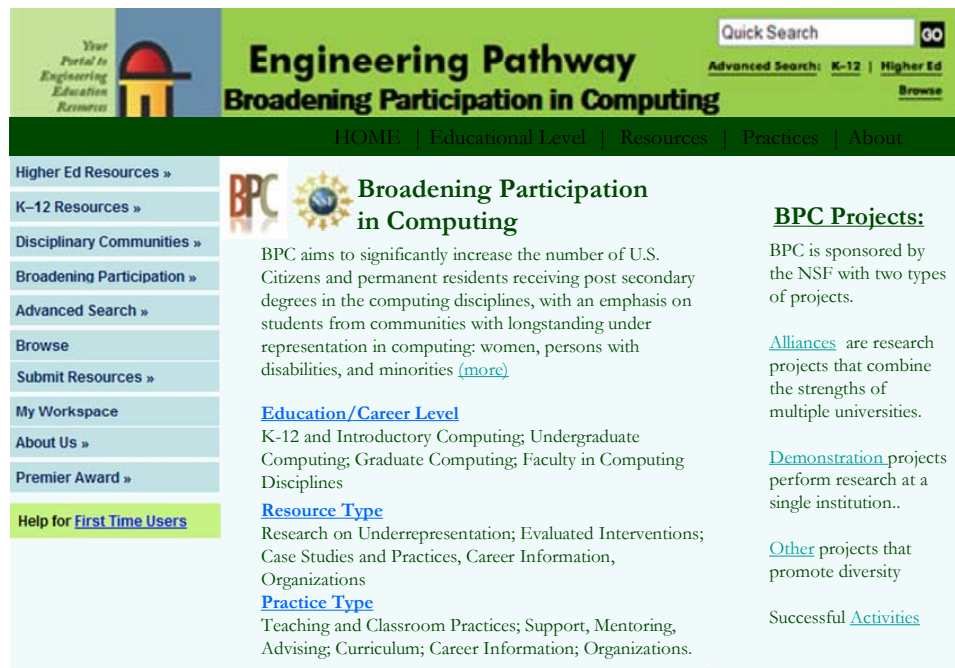 Your
Portal to
Engineering
Education
Resources
Engineering Pathway
Broadening Participation in Computing
Quick Search
GO
Advanced Search: K-12 | Higher Ed
Browse
HOME | Educational Level | Resources | Practices | About
Higher Ed Resources »
K–12 Resources »
Disciplinary Communities »
Broadening Participation »
Advanced Search »
Browse
Submit Resources »
My Workspace
About Us »
Premier Award »
Help for First Time Users
BPC
NSF
Broadening Participation
in Computing
BPC aims to significantly increase the number of U.S.
Citizens and permanent residents receiving post secondary
degrees in the computing disciplines, with an emphasis on
students from communities with longstanding under
representation in computing: women, persons with
disabilities, and minorities (more)
Education/Career Level
K-12 and Introductory Computing; Undergraduate
Computing; Graduate Computing; Faculty in Computing
Disciplines
Resource Type
Research on Underrepresentation; Evaluated Interventions;
Case Studies and Practices, Career Information,
Organizations
Practice Type
Teaching and Classroom Practices; Support, Mentoring,
Advising; Curriculum; Career Information; Organizations.
BPC Projects:
BPC is sponsored by
the NSF with two types
of projects.
Alliances are research
projects that combine
the strengths of
multiple universities.
Demonstration projects
perform research at a
single institution..
Other projects that
promote diversity
Successful Activities